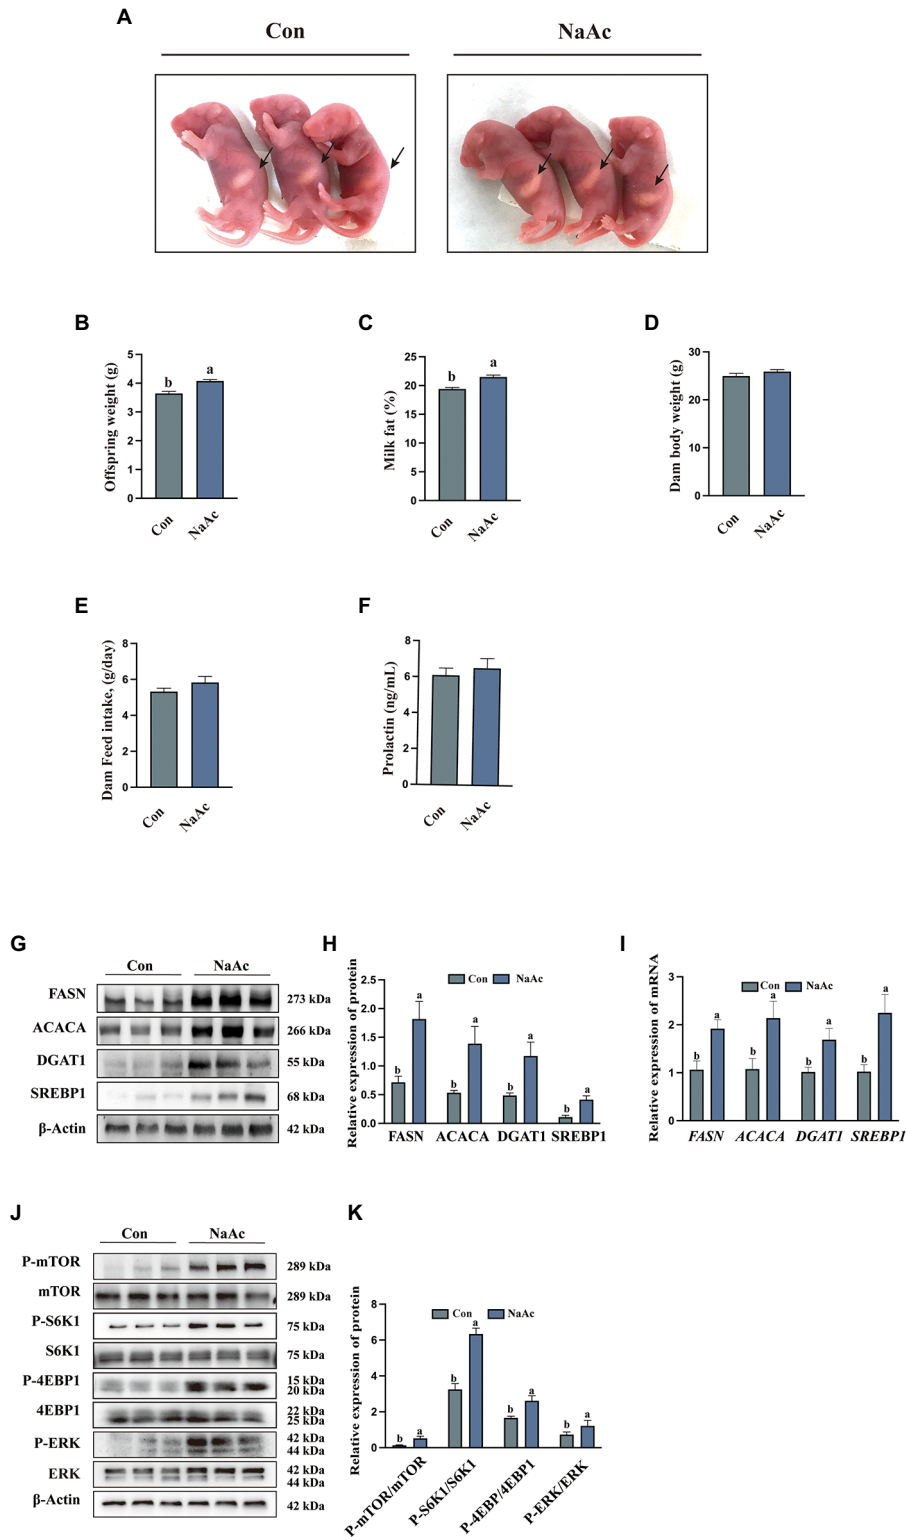 A
Con NaAc
B C D
Offspring weight (g)
5
4
3
2
1
0
b a
Con NaAc
Milk fat (%)
25
20
15
10
5
0
b a
Con NaAc
Dam body weight (g)
30
20
10
0
Con NaAc
E F
Dam Feed intake, (g/day)
8
6
4
2
0
Con NaAc
Prolactin (ng/mL)
8
6
4
2
0
Con NaAc
G H I
Con NaAc
FASN 273 kDa
ACACA 266 kDa
DGAT1 55 kDa
SREBP1 68 kDa
β-Actin 42 kDa
Relative expression of protein
Con NaAc
2.5
2.0
1.5
1.0
0.5
0.0
b a b a b a b a
FASN ACACA DGAT1 SREBP1
Relative expression of mRNA
Con NaAc
3
2
1
0
b a b a b a b a
FASN ACACA DGAT1 SREBP1
J K
Con NaAc
P-mTOR 289 kDa
mTOR 289 kDa
P-S6K1 75 kDa
S6K1 75 kDa
P-4EBP1 15 kDa
20 kDa
4EBP1 22 kDa
25 kDa
P-ERK 42 kDa
44 kDa
ERK 42 kDa
44 kDa
β-Actin 42 kDa
Relative expression of protein
Con NaAc
8
6
4
2
0
b a b a b a b a
P-mTOR/mTOR P-S6K1/S6K1 P-4EBP/4EBP1 P-ERK/ERK